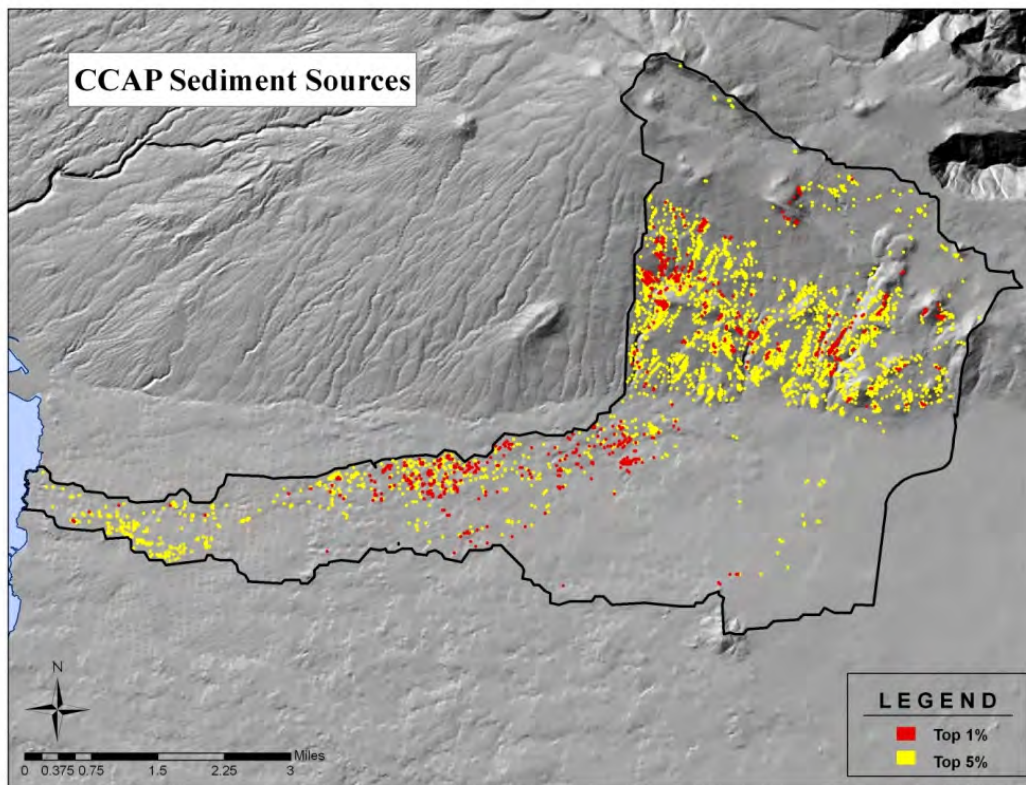 CCAP Sediment Sources
N
Miles
0 0.375 0.75 1.5 2.25 3
LEGEND
Top 1%
Top 5%